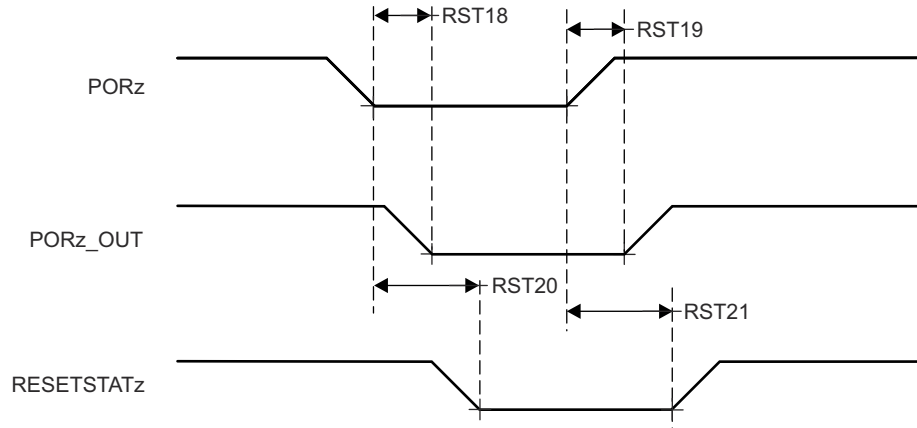 RST18
RST19
PORz
PORz_OUT
RST20
RST21
RESETSTATz